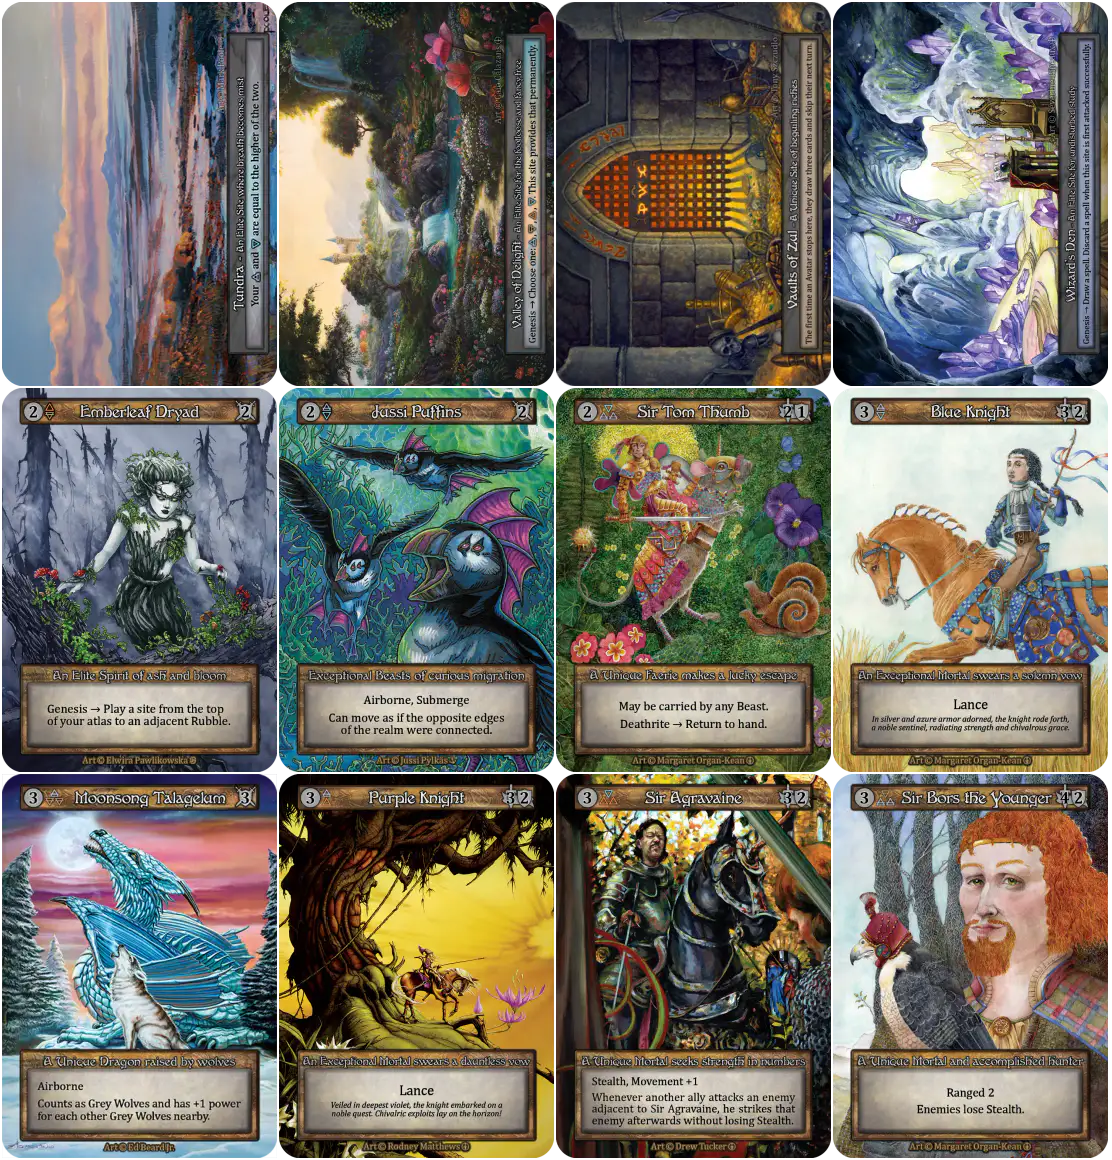 Tundra - An Elite Site where breath becomes mist
Your and are equal to the higher of the two.
Valley of Delight - An Elite Site for the fearless and fancy-free
Genesis → Choose one: , , , . This site provides that permanently.
Vaults of Zul - A Unique Site of beguiling riches
The first time an Avatar stops here, they draw three cards and skip their next turn.
Wizard's Den - An Elite Site for undisturbed study
Genesis → Draw a spell. Discard a spell when this site is first attacked successfully.
2 Emberleaf Dryad 2
An Elite Spirit of ash and bloom
Genesis → Play a site from the top
of your atlas to an adjacent Rubble.
Art © Elwira Pawlikowska
2 Jussi Puffins 2
Exceptional Beasts of curious migration
Airborne, Submerge
Can move as if the opposite edges
of the realm were connected.
Art © Jussi Pylkäs
2 Sir Tom Thumb 2 1
A Unique Faerie makes a lucky escape
May be carried by any Beast.
Deathrite → Return to hand.
Art © Margaret Organ-Kean
3 Blue Knight 3 2
An Exceptional Mortal swears a solemn vow
Lance
In silver and azure armor adorned, the knight rode forth,
a noble sentinel, radiating strength and chivalrous grace.
Art © Margaret Organ-Kean
3 Moonsong Talagelum 3
A Unique Dragon raised by wolves
Airborne
Counts as Grey Wolves and has +1 power
for each other Grey Wolves nearby.
Art © Ed Beard Jr.
3 Purple Knight 3 2
An Exceptional Mortal swears a dauntless vow
Lance
Veiled in deepest violet, the knight embarked on a
noble quest. Chivalric exploits lay on the horizon!
Art © Rodney Matthews
3 Sir Agravaine 3 2
A Unique Mortal seeks strength in numbers
Stealth, Movement +1
Whenever another ally attacks an enemy
adjacent to Sir Agravaine, he strikes that
enemy afterwards without losing Stealth.
Art © Drew Tucker
3 Sir Bors the Younger 4 2
A Unique Mortal and accomplished hunter
Ranged 2
Enemies lose Stealth.
Art © Margaret Organ-Kean